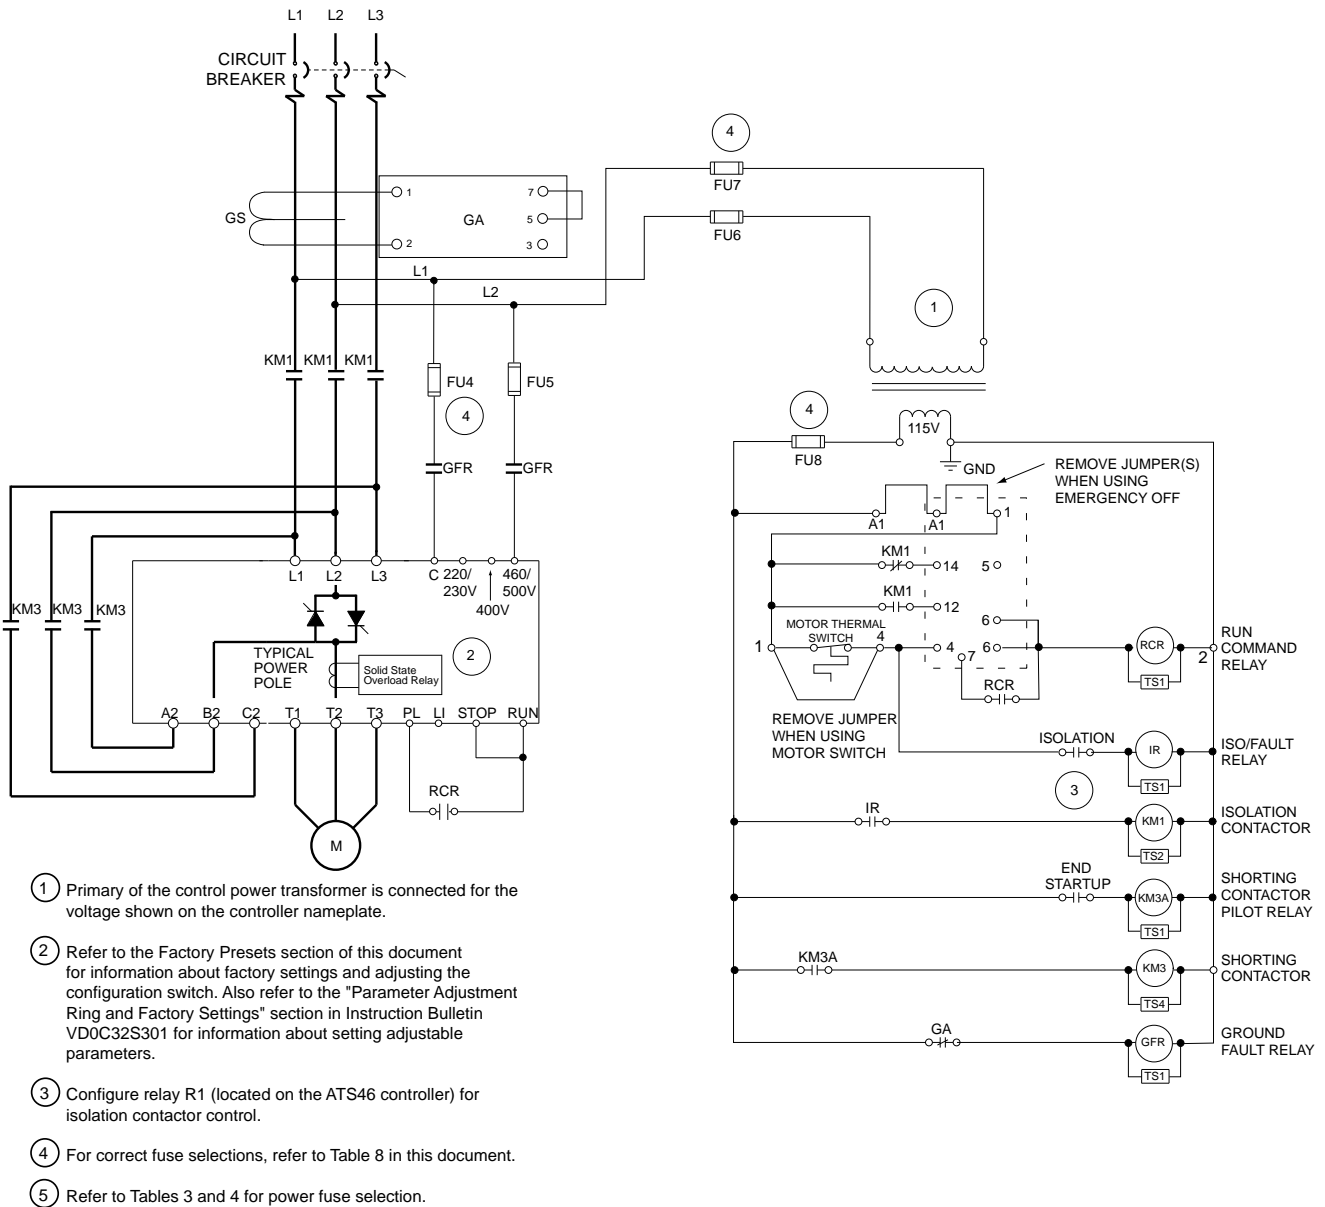 L1 L2 L3
CIRCUIT
BREAKER
4
FU7
FU6
GS
1
2
GA
7
5
3
L1
L2
1
KM1 KM1 KM1
FU4
FU5
4
GFR
GFR
4
FU8
115V
GND
REMOVE JUMPER(S)
WHEN USING
EMERGENCY OFF
A1
A1
1
KM1
14
5
KM1
12
6
MOTOR THERMAL
SWITCH
1
4
4
6
7
RCR
RCR
TS1
2
RUN
COMMAND
RELAY
REMOVE JUMPER
WHEN USING
MOTOR SWITCH
KM3 KM3 KM3
L1 L2 L3
C
220/
230V
400V
460/
500V
TYPICAL
POWER
POLE
Solid State
Overload Relay
2
A2 B2 C2 T1 T2 T3 PL LI STOP RUN
RCR
M
ISOLATION
IR
TS1
ISO/FAULT
RELAY
3
IR
KM1
TS2
ISOLATION
CONTACTOR
END
STARTUP
KM3A
TS1
SHORTING
CONTACTOR
PILOT RELAY
KM3A
KM3
TS4
SHORTING
CONTACTOR
GA
GFR
TS1
GROUND
FAULT RELAY
1 Primary of the control power transformer is connected for the
voltage shown on the controller nameplate.
2 Refer to the Factory Presets section of this document
for information about factory settings and adjusting the
configuration switch. Also refer to the "Parameter Adjustment
Ring and Factory Settings" section in Instruction Bulletin
VD0C32S301 for information about setting adjustable
parameters.
3 Configure relay R1 (located on the ATS46 controller) for
isolation contactor control.
4 For correct fuse selections, refer to Table 8 in this document.
5 Refer to Tables 3 and 4 for power fuse selection.